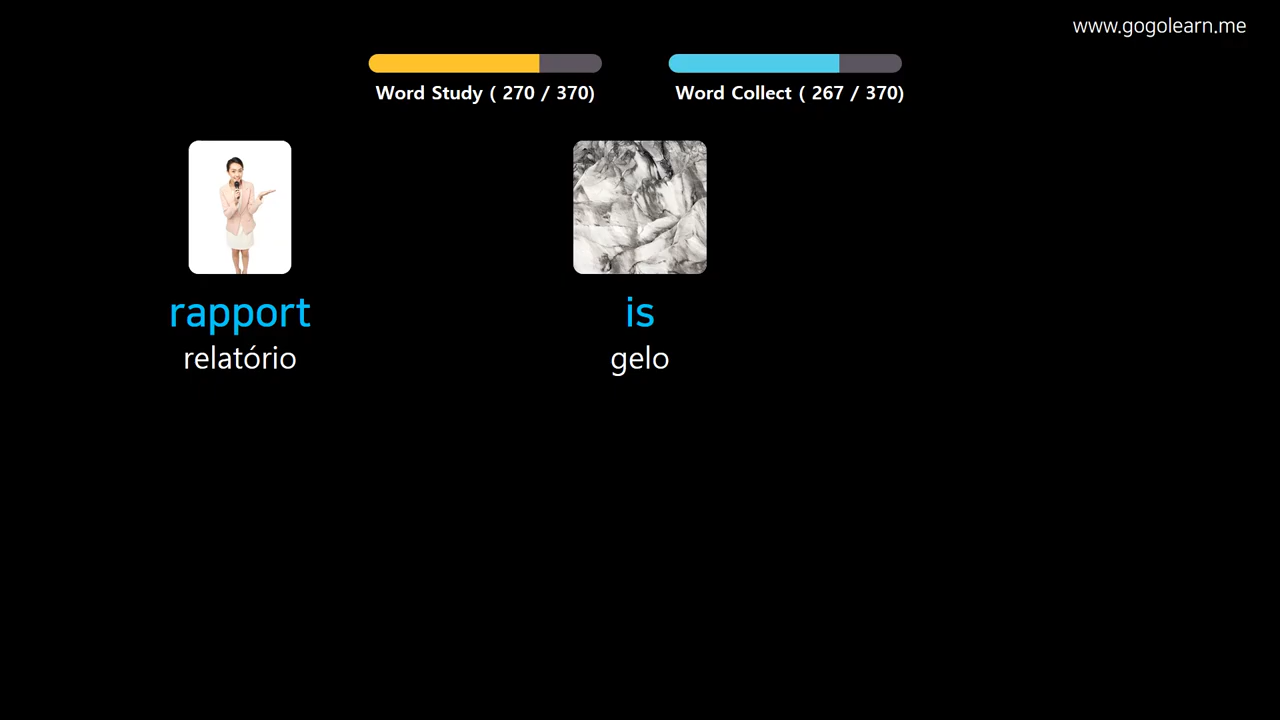 www.gogolearn.me
Word Study ( 270 / 370)
Word Collect ( 267 / 370)
rapport
relatório
is
gelo